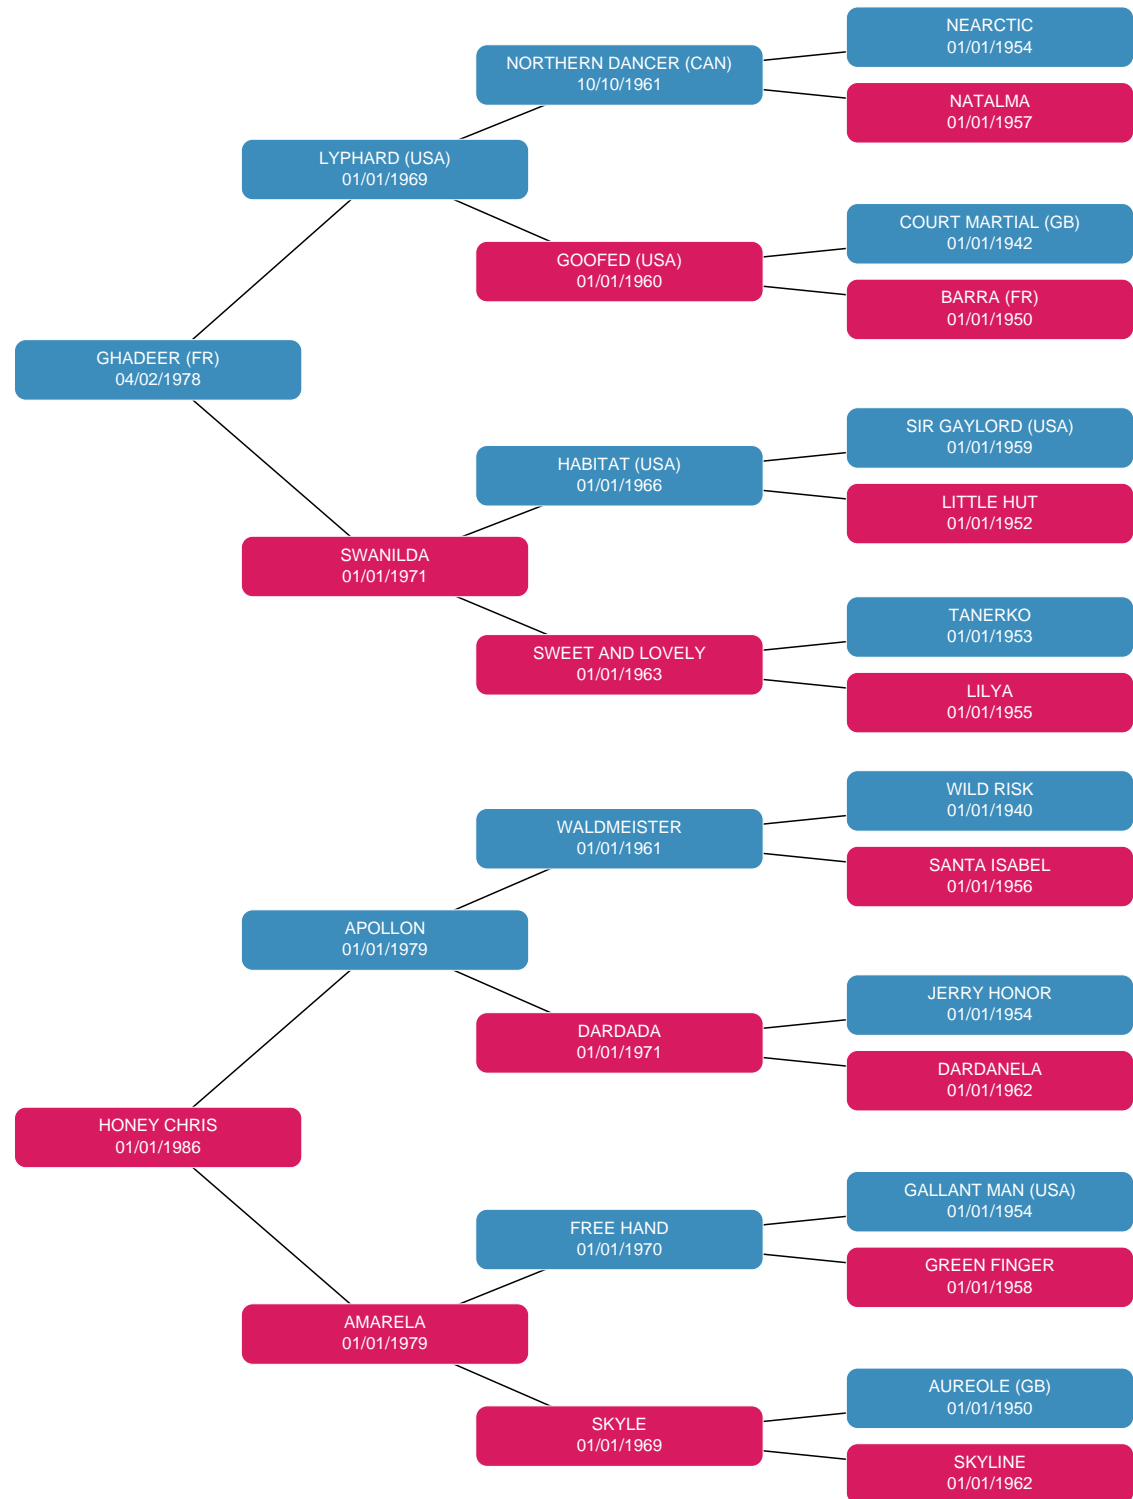 NEARCTIC
01/01/1954
NORTHERN DANCER (CAN)
10/10/1961
NATALMA
01/01/1957
LYPHARD (USA)
01/01/1969
COURT MARTIAL (GB)
01/01/1942
GOOFED (USA)
01/01/1960
BARRA (FR)
01/01/1950
GHADEER (FR)
04/02/1978
SIR GAYLORD (USA)
01/01/1959
HABITAT (USA)
01/01/1966
LITTLE HUT
01/01/1952
SWANILDA
01/01/1971
TANERKO
01/01/1953
SWEET AND LOVELY
01/01/1963
LILYA
01/01/1955
WILD RISK
01/01/1940
WALDMEISTER
01/01/1961
SANTA ISABEL
01/01/1956
APOLLON
01/01/1979
JERRY HONOR
01/01/1954
DARDADA
01/01/1971
DARDANELA
01/01/1962
HONEY CHRIS
01/01/1986
GALLANT MAN (USA)
01/01/1954
FREE HAND
01/01/1970
GREEN FINGER
01/01/1958
AMARELA
01/01/1979
AUREOLE (GB)
01/01/1950
SKYLE
01/01/1969
SKYLINE
01/01/1962